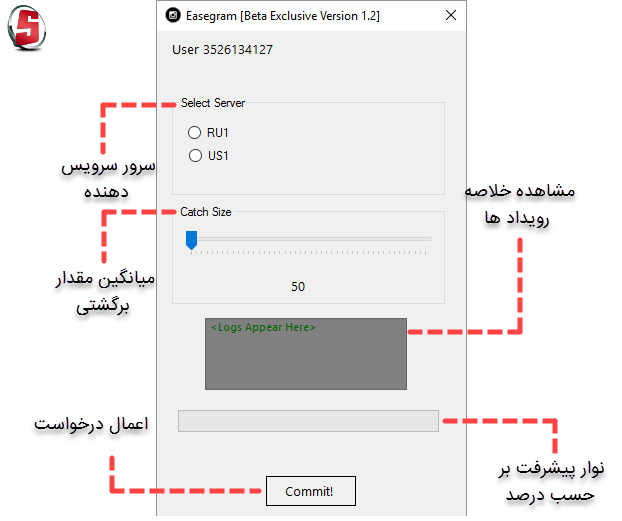 S
Easegram [Beta Exclusive Version 1.2]
User 3526134127
Select Server
RU1
US1
سرور سرویس
دهنده
مشاهده خلاصه
رویداد ها
Catch Size
50
میانگین مقدار
برگشتی
<Logs Appear Here>
اعمال درخواست
نوار پیشرفت بر
حسب درصد
Commit!